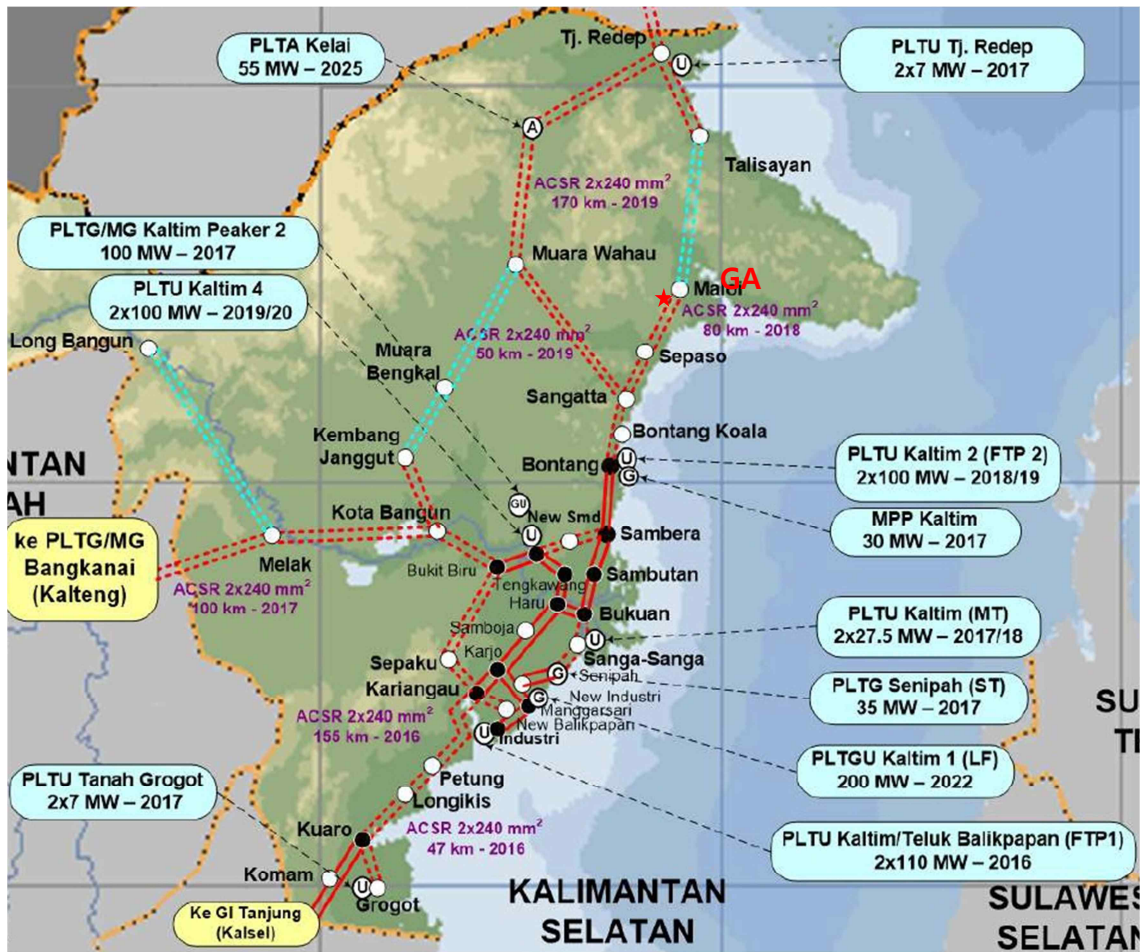 PLTA Kelai
55 MW – 2025
Tj. Redep
U
PLTU Tj. Redep
2x7 MW – 2017
A
Talisayan
ACSR 2x240 mm²
170 km - 2019
PLTG/MG Kaltim Peaker 2
100 MW – 2017
Muara Wahau
PLTU Kaltim 4
2x100 MW – 2019/20
GA
Maloi
ACSR 2x240 mm²
80 km - 2018
Long Bangun
ACSR 2x240 mm²
50 km - 2019
Muara
Bengkal
Sepaso
Sangatta
Kembang
Janggut
Bontang Koala
NTAN
AH
Bontang
U
G
PLTU Kaltim 2 (FTP 2)
2x100 MW – 2018/19
GU
Kota Bangun
New Smd
U
MPP Kaltim
30 MW – 2017
Sambera
ke PLTG/MG
Bangkanai
(Kalteng)
Melak
Bukit Biru
Tengkawang
Sambutan
ACSR 2x240 mm²
100 km - 2017
Haru
Bukuan
Samboja
U
PLTU Kaltim (MT)
2x27.5 MW – 2017/18
Karjo
Sanga-Sanga
Sepaku
G
Senipah
Kariangau
G
New Industri
PLTG Senipah (ST)
35 MW – 2017
SU
TE
Manggarsari
ACSR 2x240 mm²
155 km - 2016
New Balikpapan
U
Industri
PLTGU Kaltim 1 (LF)
200 MW – 2022
PLTU Tanah Grogot
2x7 MW – 2017
Petung
Longikis
Kuaro
ACSR 2x240 mm²
47 km - 2016
PLTU Kaltim/Teluk Balikpapan (FTP1)
2x110 MW – 2016
Komam
U
Grogot
Ke GI Tanjung
(Kalsel)
KALIMANTAN
SELATAN
SULAWES
SELATAN